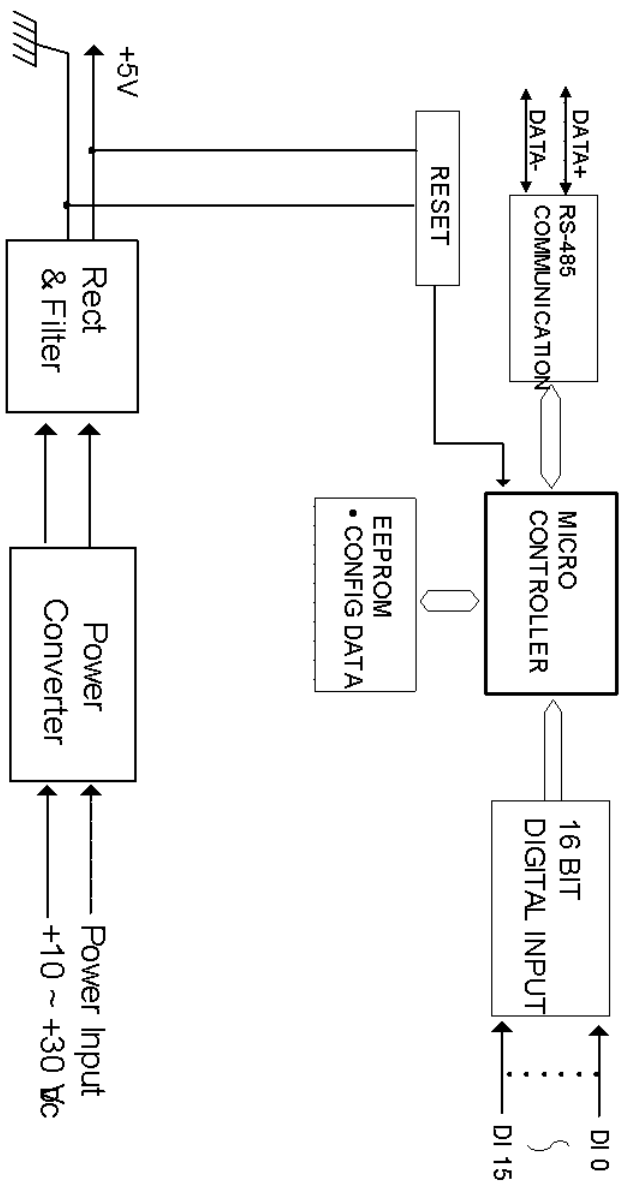 DATA+
DATA-
RS-485
COMMUNICATION
MICRO
CONTROLLER
16 BIT
DIGITAL INPUT
DI 0
DI 15
RESET
EEPROM
• CONFIG DATA
+5V
Rect
& Filter
Power
Converter
Power Input
+10 ~ +30 Vdc